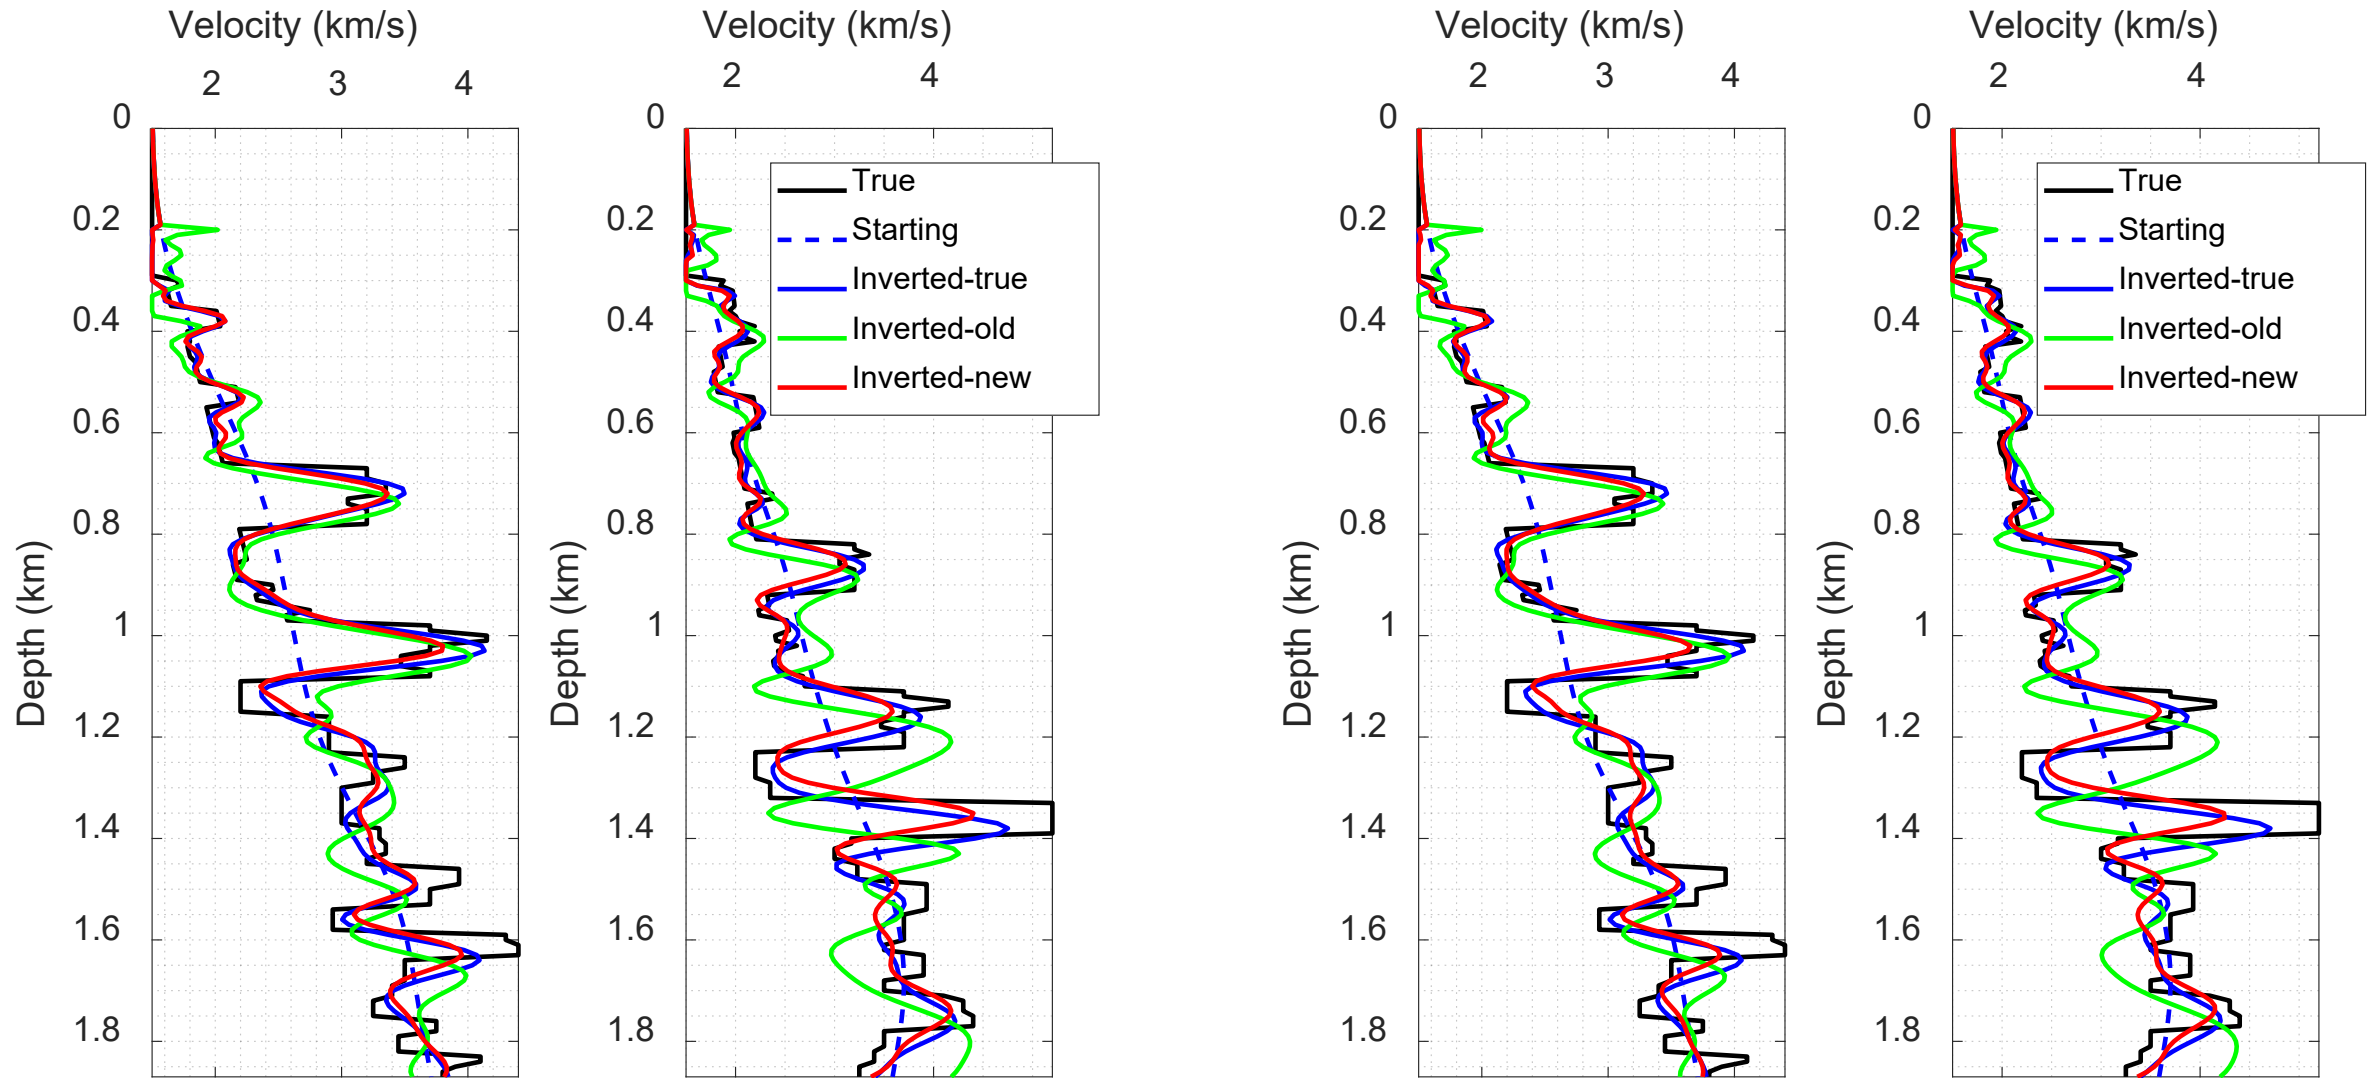 Velocity (km/s)
2 3 4
0
0.2
0.4
0.6
0.8
1
1.2
1.4
1.6
1.8
Depth (km)
Velocity (km/s)
2 4
0
0.2
0.4
0.6
0.8
1
1.2
1.4
1.6
1.8
Depth (km)
True
Starting
Inverted-true
Inverted-old
Inverted-new
Velocity (km/s)
2 3 4
0
0.2
0.4
0.6
0.8
1
1.2
1.4
1.6
1.8
Depth (km)
Velocity (km/s)
2 4
0
0.2
0.4
0.6
0.8
1
1.2
1.4
1.6
1.8
Depth (km)
True
Starting
Inverted-true
Inverted-old
Inverted-new